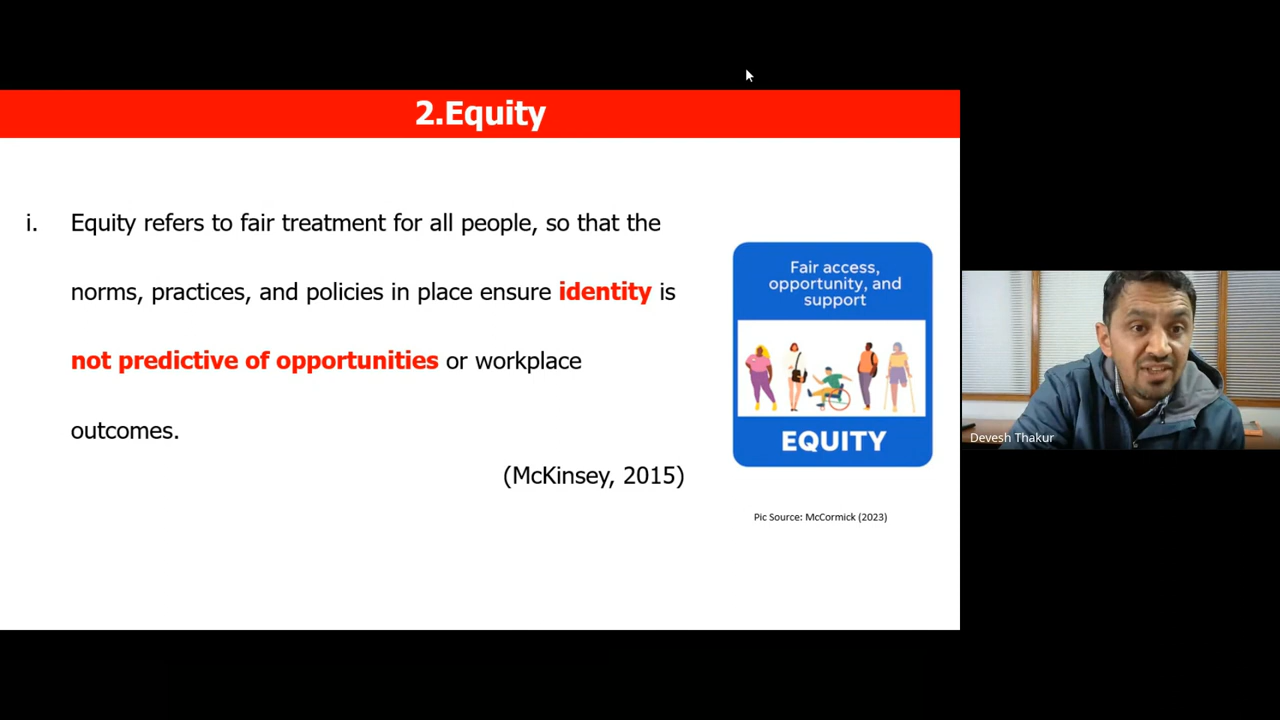 2.Equity
i. Equity refers to fair treatment for all people, so that the
norms, practices, and policies in place ensure identity is
not predictive of opportunities or workplace
outcomes.
(McKinsey, 2015)
Fair access,
opportunity, and
support
EQUITY
Pic Source: McCormick (2023)
Devesh Thakur